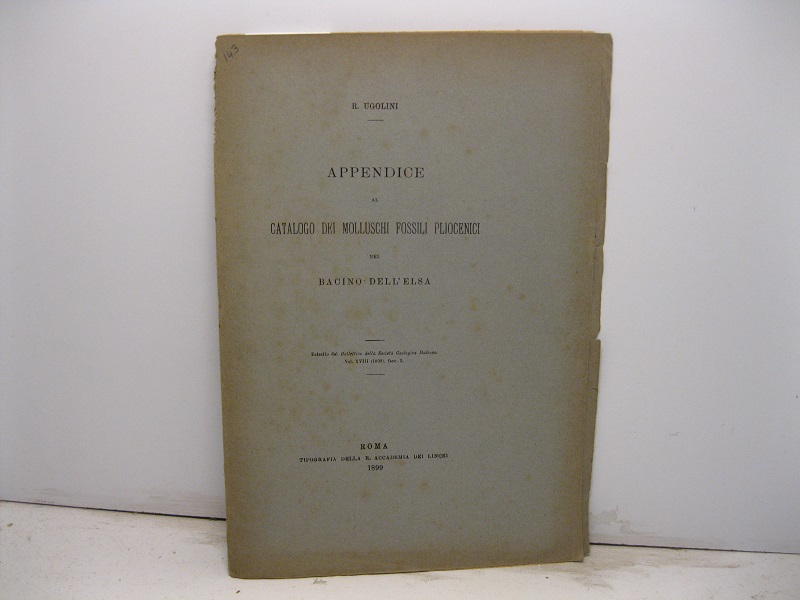 143
R. UGOLINI
APPENDICE
AL
CATALOGO DEI MOLLUSCHI FOSSILI PLIOCENICI
DEL
BACINO DELL'ELSA
Estratto dal Bollettino della Società Geologica Italiana
Vol. XVIII (1899), fasc.
ROMA
TIPOGRAFIA DELLA R. ACCADEMIA DEI LINCEI
1899